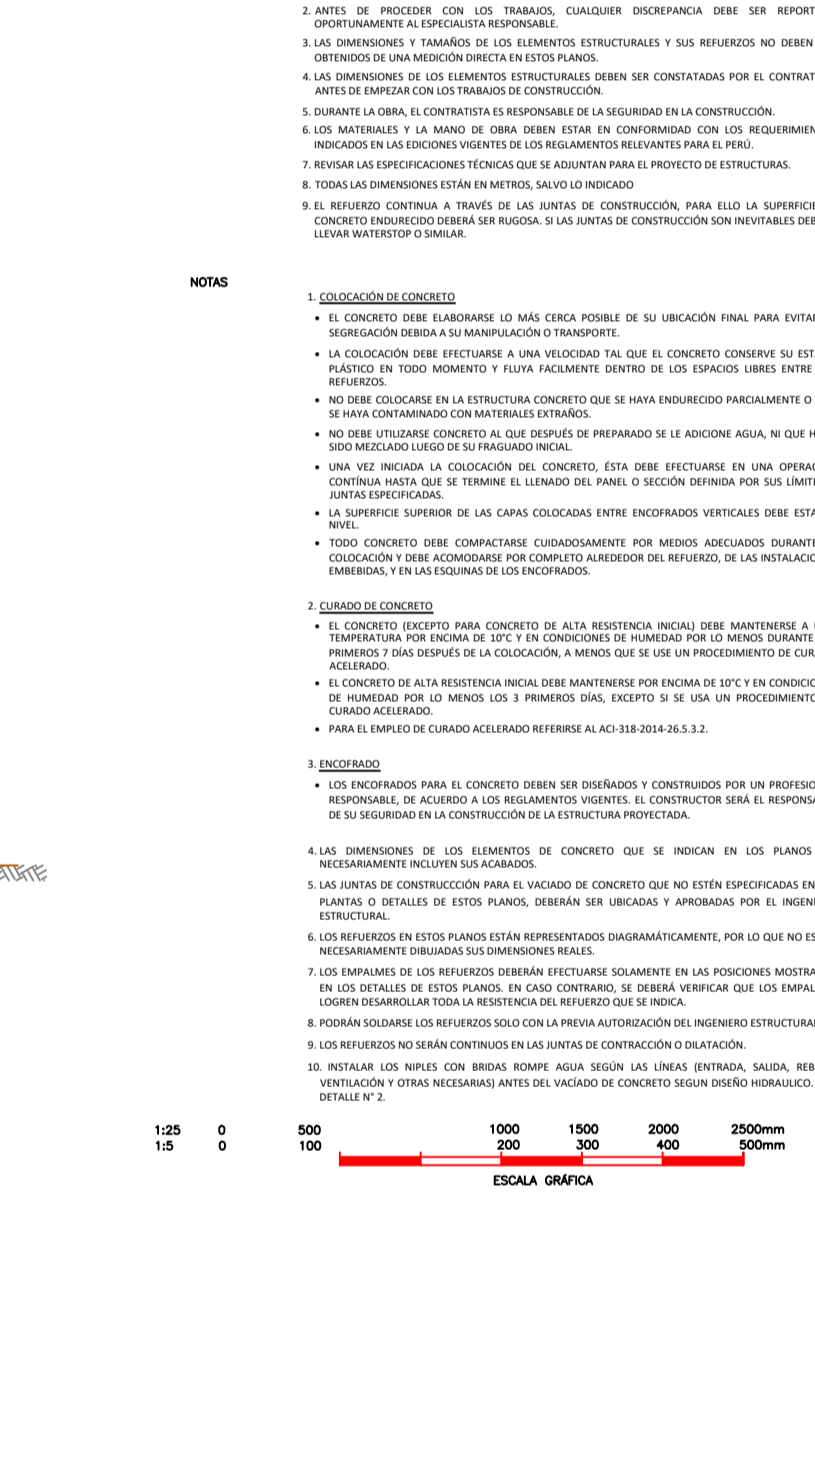 2. ANTES DE PROCEDER CON LOS TRABAJOS, CUALQUIER DISCREPANCIA DEBE SER REPORT
OPORTUNAMENTE AL ESPECIALISTA RESPONSABLE.
3. LAS DIMENSIONES Y TAMAÑOS DE LOS ELEMENTOS ESTRUCTURALES Y SUS REFUERZOS NO DEBEN
OBTENIDOS DE UNA MEDICIÓN DIRECTA EN ESTOS PLANOS.
4. LAS DIMENSIONES DE LOS ELEMENTOS ESTRUCTURALES DEBEN SER CONSTATADAS POR EL CONTRAT
ANTES DE EMPEZAR CON LOS TRABAJOS DE CONSTRUCCIÓN.
5. DURANTE LA OBRA, EL CONTRATISTA ES RESPONSABLE DE LA SEGURIDAD EN LA CONSTRUCCIÓN.
6. LOS MATERIALES Y LA MANO DE OBRA DEBEN ESTAR EN CONFORMIDAD CON LOS REQUERIMIEN
INDICADOS EN LAS EDICIONES VIGENTES DE LOS REGLAMENTOS RELEVANTES PARA EL PERÚ.
7. REVISAR LAS ESPECIFICACIONES TÉCNICAS QUE SE ADJUNTAN PARA EL PROYECTO DE ESTRUCTURAS.
8. TODAS LAS DIMENSIONES ESTÁN EN METROS, SALVO LO INDICADO
9. EL REFUERZO CONTINUA A TRAVÉS DE LAS JUNTAS DE CONSTRUCCIÓN, PARA ELLO LA SUPERFICIE
CONCRETO ENDURECIDO DEBERÁ SER RUGOSA. SI LAS JUNTAS DE CONSTRUCCIÓN SON INEVITABLES DEB
LLEVAR WATERSTOP O SIMILAR.
NOTAS
1. COLOCACIÓN DE CONCRETO
• EL CONCRETO DEBE ELABORARSE LO MÁS CERCA POSIBLE DE SU UBICACIÓN FINAL PARA EVITAR
SEGREGACIÓN DEBIDA A SU MANIPULACIÓN O TRANSPORTE.
• LA COLOCACIÓN DEBE EFECTUARSE A UNA VELOCIDAD TAL QUE EL CONCRETO CONSERVE SU EST
PLÁSTICO EN TODO MOMENTO Y FLUYA FACILMENTE DENTRO DE LOS ESPACIOS LIBRES ENTRE
REFUERZOS.
• NO DEBE COLOCARSE EN LA ESTRUCTURA CONCRETO QUE SE HAYA ENDURECIDO PARCIALMENTE O
SE HAYA CONTAMINADO CON MATERIALES EXTRAÑOS.
• NO DEBE UTILIZARSE CONCRETO AL QUE DESPUÉS DE PREPARADO SE LE ADICIONE AGUA, NI QUE H
SIDO MEZCLADO LUEGO DE SU FRAGUADO INICIAL.
• UNA VEZ INICIADA LA COLOCACIÓN DEL CONCRETO, ÉSTA DEBE EFECTUARSE EN UNA OPERAC
CONTÍNUA HASTA QUE SE TERMINE EL LLENADO DEL PANEL O SECCIÓN DEFINIDA POR SUS LÍMIT
JUNTAS ESPECIFICADAS.
• LA SUPERFICIE SUPERIOR DE LAS CAPAS COLOCADAS ENTRE ENCOFRADOS VERTICALES DEBE ESTA
NIVEL.
• TODO CONCRETO DEBE COMPACTARSE CUIDADOSAMENTE POR MEDIOS ADECUADOS DURANTE
COLOCACIÓN Y DEBE ACOMODARSE POR COMPLETO ALREDEDOR DEL REFUERZO, DE LAS INSTALACIO
EMBEBIDAS, Y EN LAS ESQUINAS DE LOS ENCOFRADOS.
2. CURADO DE CONCRETO
• EL CONCRETO (EXCEPTO PARA CONCRETO DE ALTA RESISTENCIA INICIAL) DEBE MANTENERSE A
TEMPERATURA POR ENCIMA DE 10°C Y EN CONDICIONES DE HUMEDAD POR LO MENOS DURANTE
PRIMEROS 7 DÍAS DESPUÉS DE LA COLOCACIÓN, A MENOS QUE SE USE UN PROCEDIMIENTO DE CUR
ACELERADO.
• EL CONCRETO DE ALTA RESISTENCIA INICIAL DEBE MANTENERSE POR ENCIMA DE 10°C Y EN CONDICIO
DE HUMEDAD POR LO MENOS LOS 3 PRIMEROS DÍAS, EXCEPTO SI SE USA UN PROCEDIMIENTO
CURADO ACELERADO.
• PARA EL EMPLEO DE CURADO ACELERADO REFERIRSE AL ACI-318-2014-26.5.3.2.
3. ENCOFRADO
• LOS ENCOFRADOS PARA EL CONCRETO DEBEN SER DISEÑADOS Y CONSTRUIDOS POR UN PROFESIO
RESPONSABLE, DE ACUERDO A LOS REGLAMENTOS VIGENTES. EL CONSTRUCTOR SERÁ EL RESPONSA
DE SU SEGURIDAD EN LA CONSTRUCCIÓN DE LA ESTRUCTURA PROYECTADA.
4. LAS DIMENSIONES DE LOS ELEMENTOS DE CONCRETO QUE SE INDICAN EN LOS PLANOS
NECESARIAMENTE INCLUYEN SUS ACABADOS.
5. LAS JUNTAS DE CONSTRUCCCIÓN PARA EL VACIADO DE CONCRETO QUE NO ESTÉN ESPECIFICADAS EN
PLANTAS O DETALLES DE ESTOS PLANOS, DEBERÁN SER UBICADAS Y APROBADAS POR EL INGENI
ESTRUCTURAL.
6. LOS REFUERZOS EN ESTOS PLANOS ESTÁN REPRESENTADOS DIAGRAMÁTICAMENTE, POR LO QUE NO ES
NECESARIAMENTE DIBUJADAS SUS DIMENSIONES REALES.
7. LOS EMPALMES DE LOS REFUERZOS DEBERÁN EFECTUARSE SOLAMENTE EN LAS POSICIONES MOSTRA
EN LOS DETALLES DE ESTOS PLANOS. EN CASO CONTRARIO, SE DEBERÁ VERIFICAR QUE LOS EMPAL
LOGREN DESARROLLAR TODA LA RESISTENCIA DEL REFUERZO QUE SE INDICA.
8. PODRÁN SOLDARSE LOS REFUERZOS SOLO CON LA PREVIA AUTORIZACIÓN DEL INGENIERO ESTRUCTURA
9. LOS REFUERZOS NO SERÁN CONTINUOS EN LAS JUNTAS DE CONTRACCIÓN O DILATACIÓN.
10. INSTALAR LOS NIPLES CON BRIDAS ROMPE AGUA SEGÚN LAS LÍNEAS (ENTRADA, SALIDA, REB
VENTILACIÓN Y OTRAS NECESARIAS) ANTES DEL VACÍADO DE CONCRETO SEGUN DISEÑO HIDRAULICO.
DETALLE N° 2.
1:25 0 500 1000 1500 2000 2500mm
1:5 0 100 200 300 400 500mm
ESCALA GRÁFICA